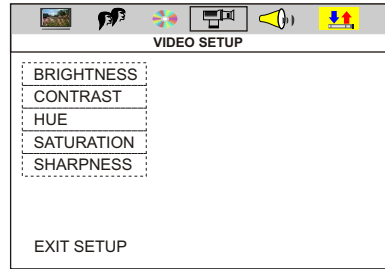 VIDEO SETUP
BRIGHTNESS
CONTRAST
HUE
SATURATION
SHARPNESS
EXIT SETUP